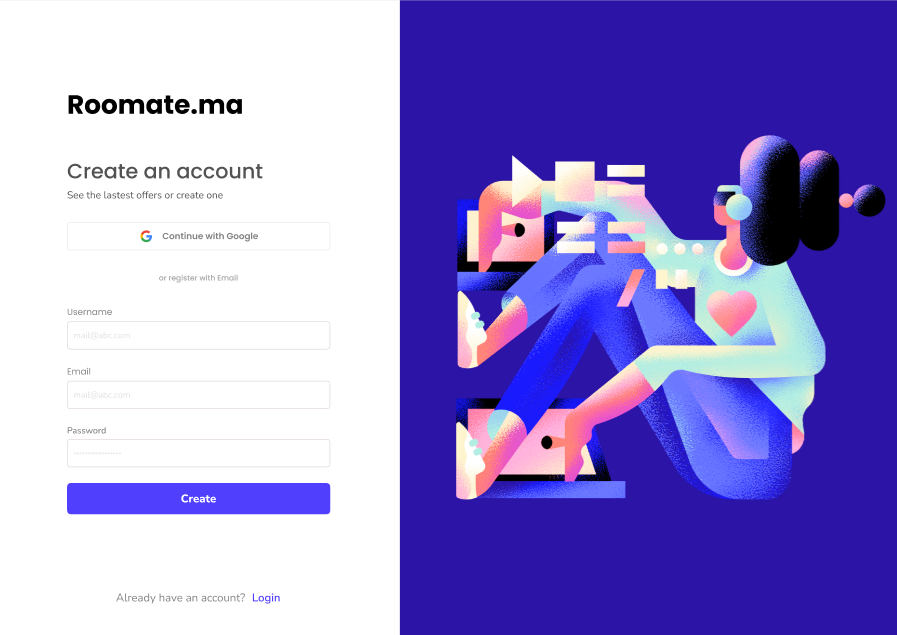 Roomate.ma
Create an account
See the lastest offers or create one
Continue with Google
or register with Email
Username
mail@abc.com
Email
mail@abc.com
Password
Create
Already have an account? Login